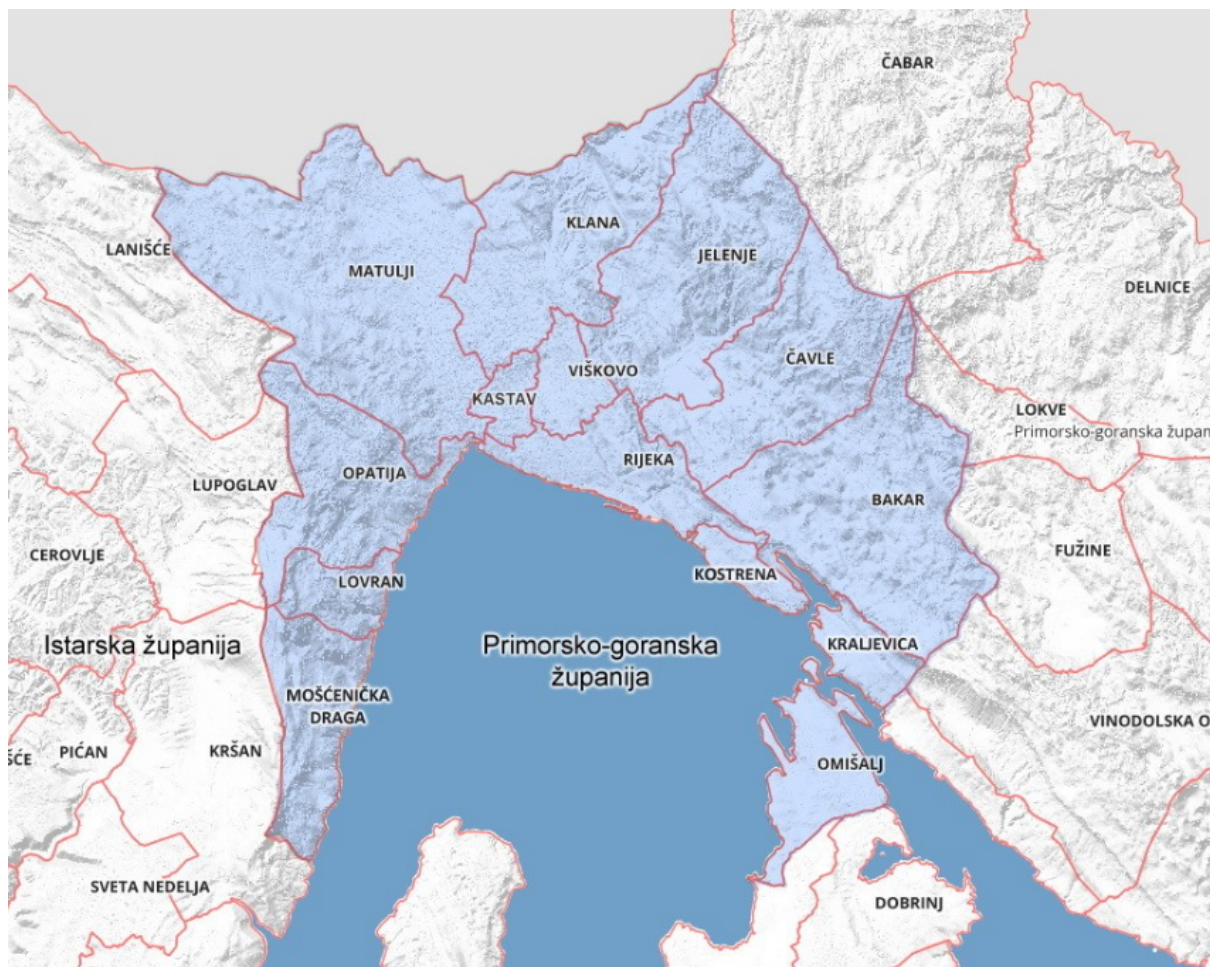 ČABAR
KLANA
LANIŠĆE
JELENJE
MATULJI
DELNICE
ČAVLE
VIŠKOVO
KASTAV
LOKVE
Primorsko-goranska župan
RIJEKA
OPATIJA
LUPOGLAV
BAKAR
CEROVLJE
FUŽINE
KOSTRENA
LOVRAN
Istarska županija
Primorsko-goranska
županija
KRALJEVICA
MOŠĆENIČKA
DRAGA
VINODOLSKA O
KRŠAN
PIĆAN
ŠĆE
OMIŠALJ
SVETA NEDELJA
DOBRINJ